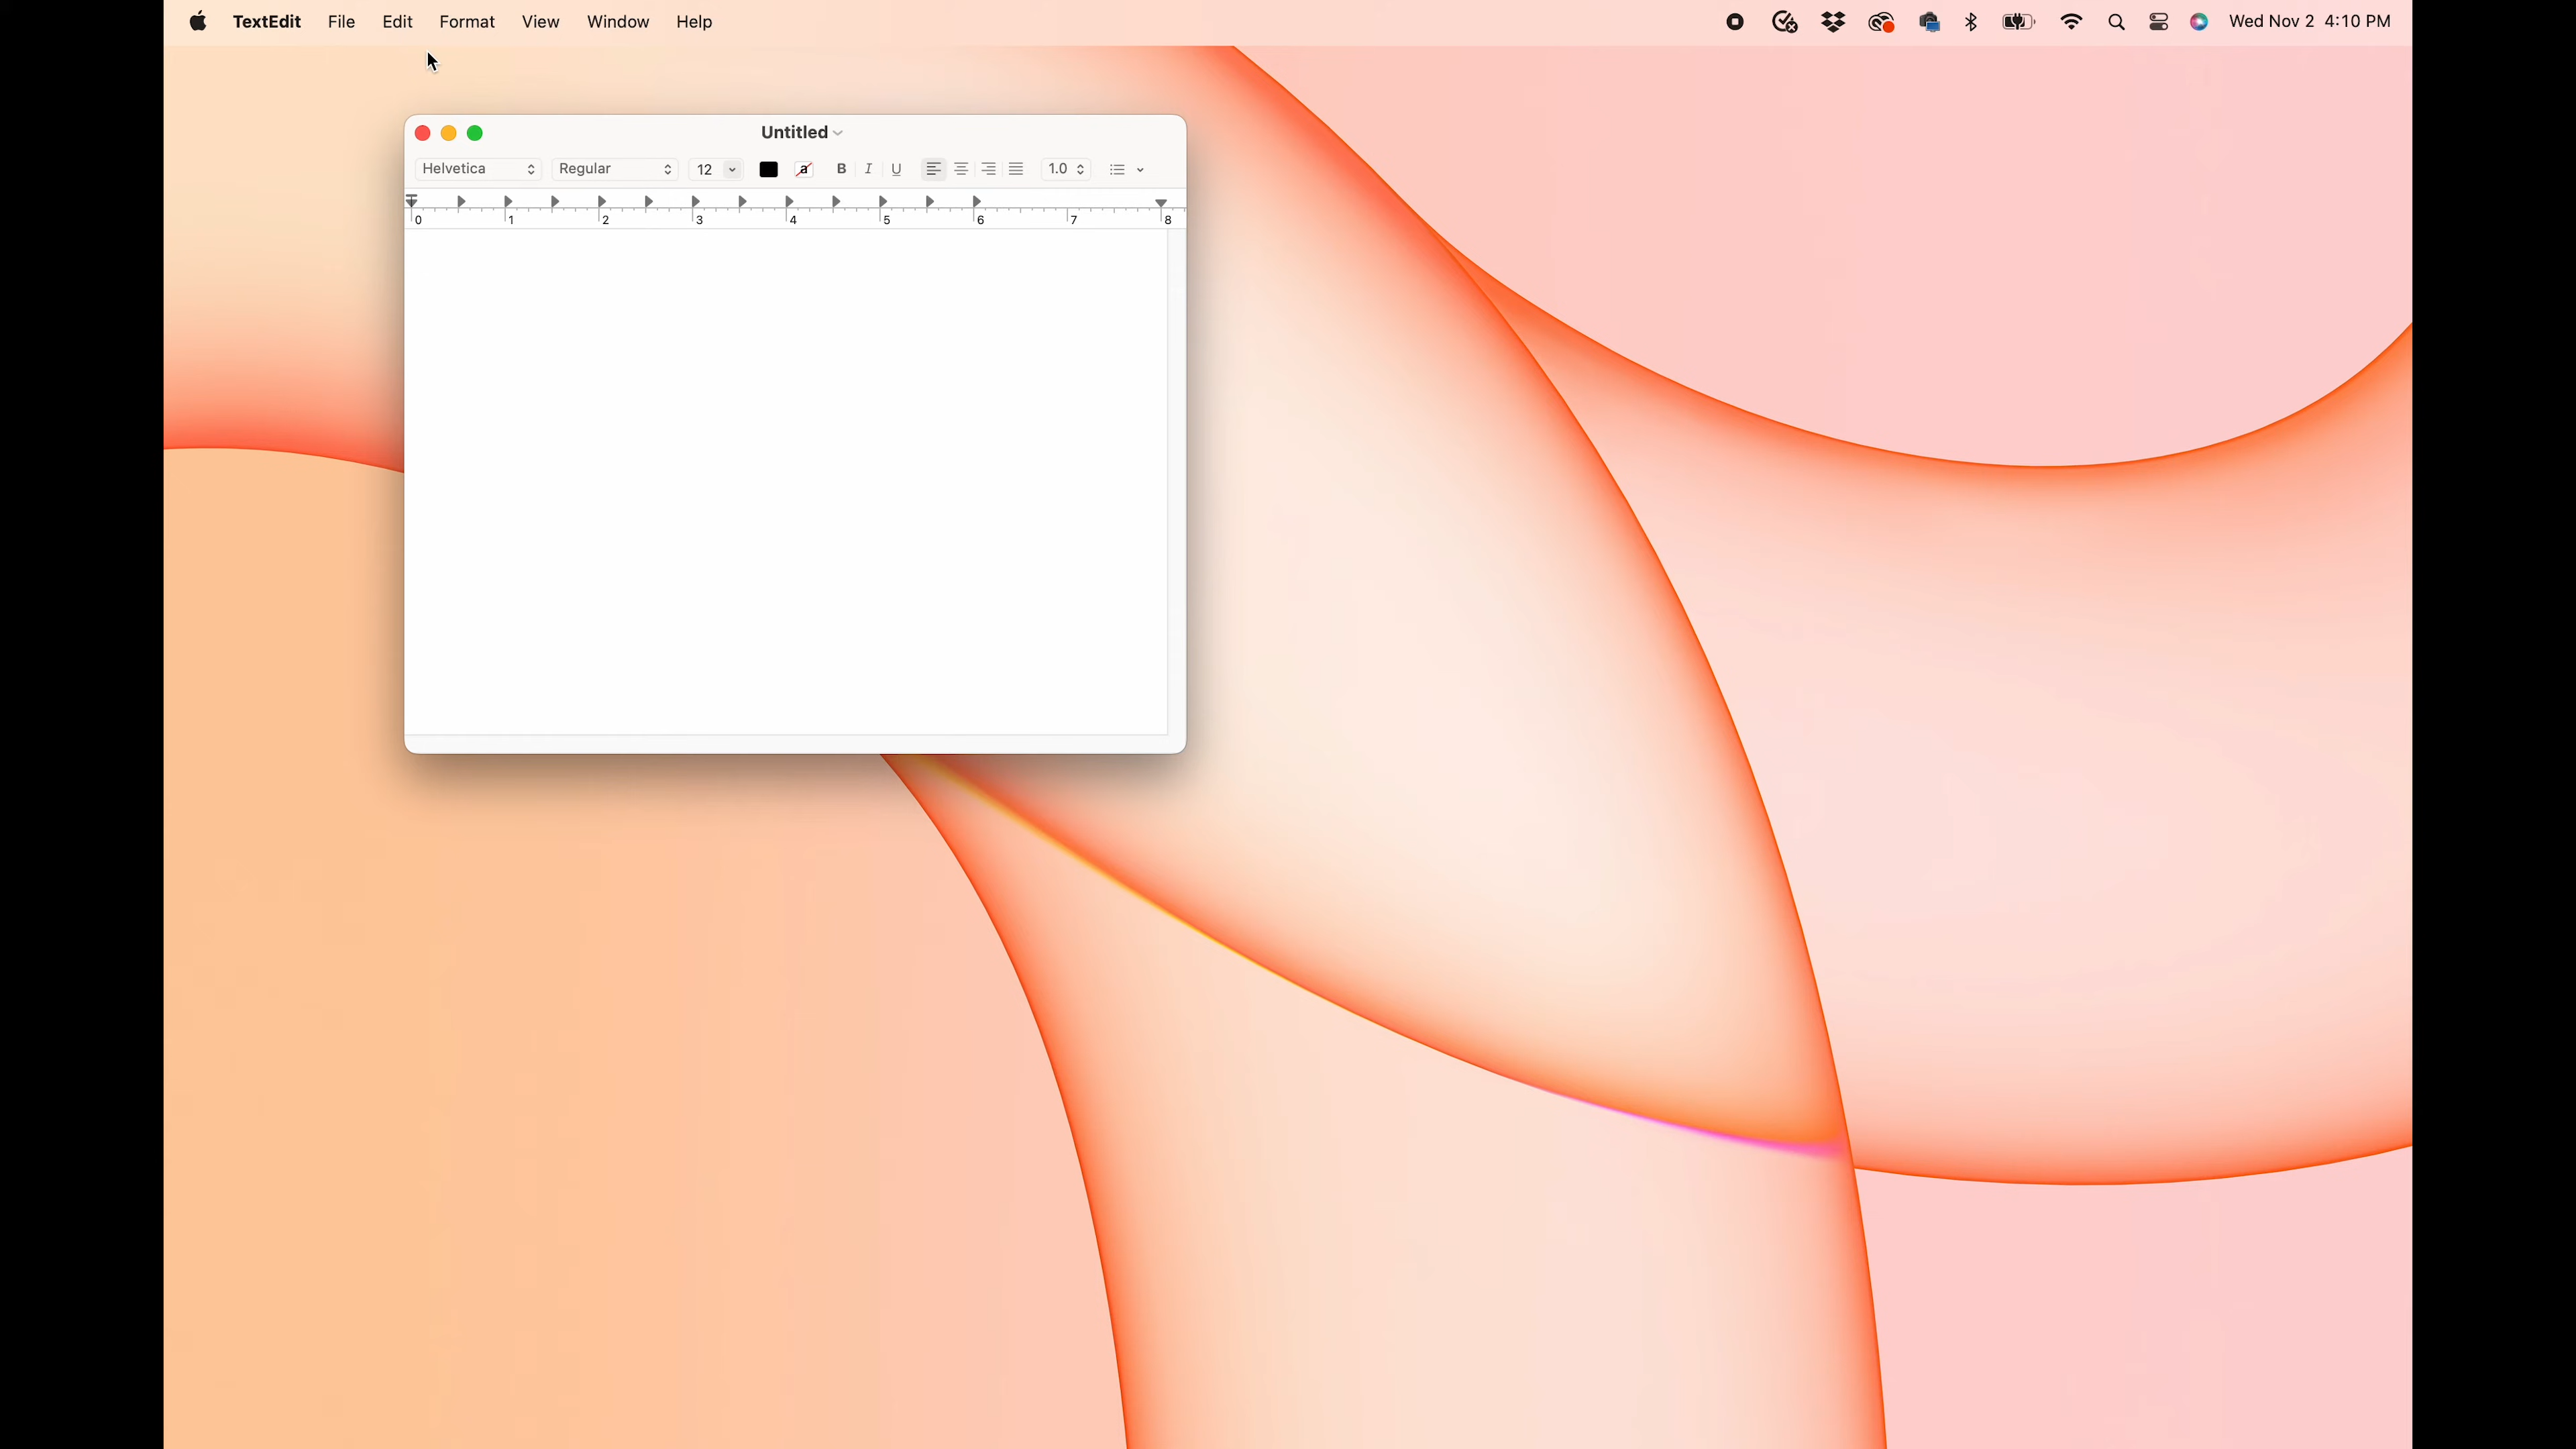 TextEdit File Edit Format View Window Help Wed Nov 2 4:10 PM
Untitled
Helvetica Regular 12 a B I U 1.0
0 1 2 3 4 5 6 7 8